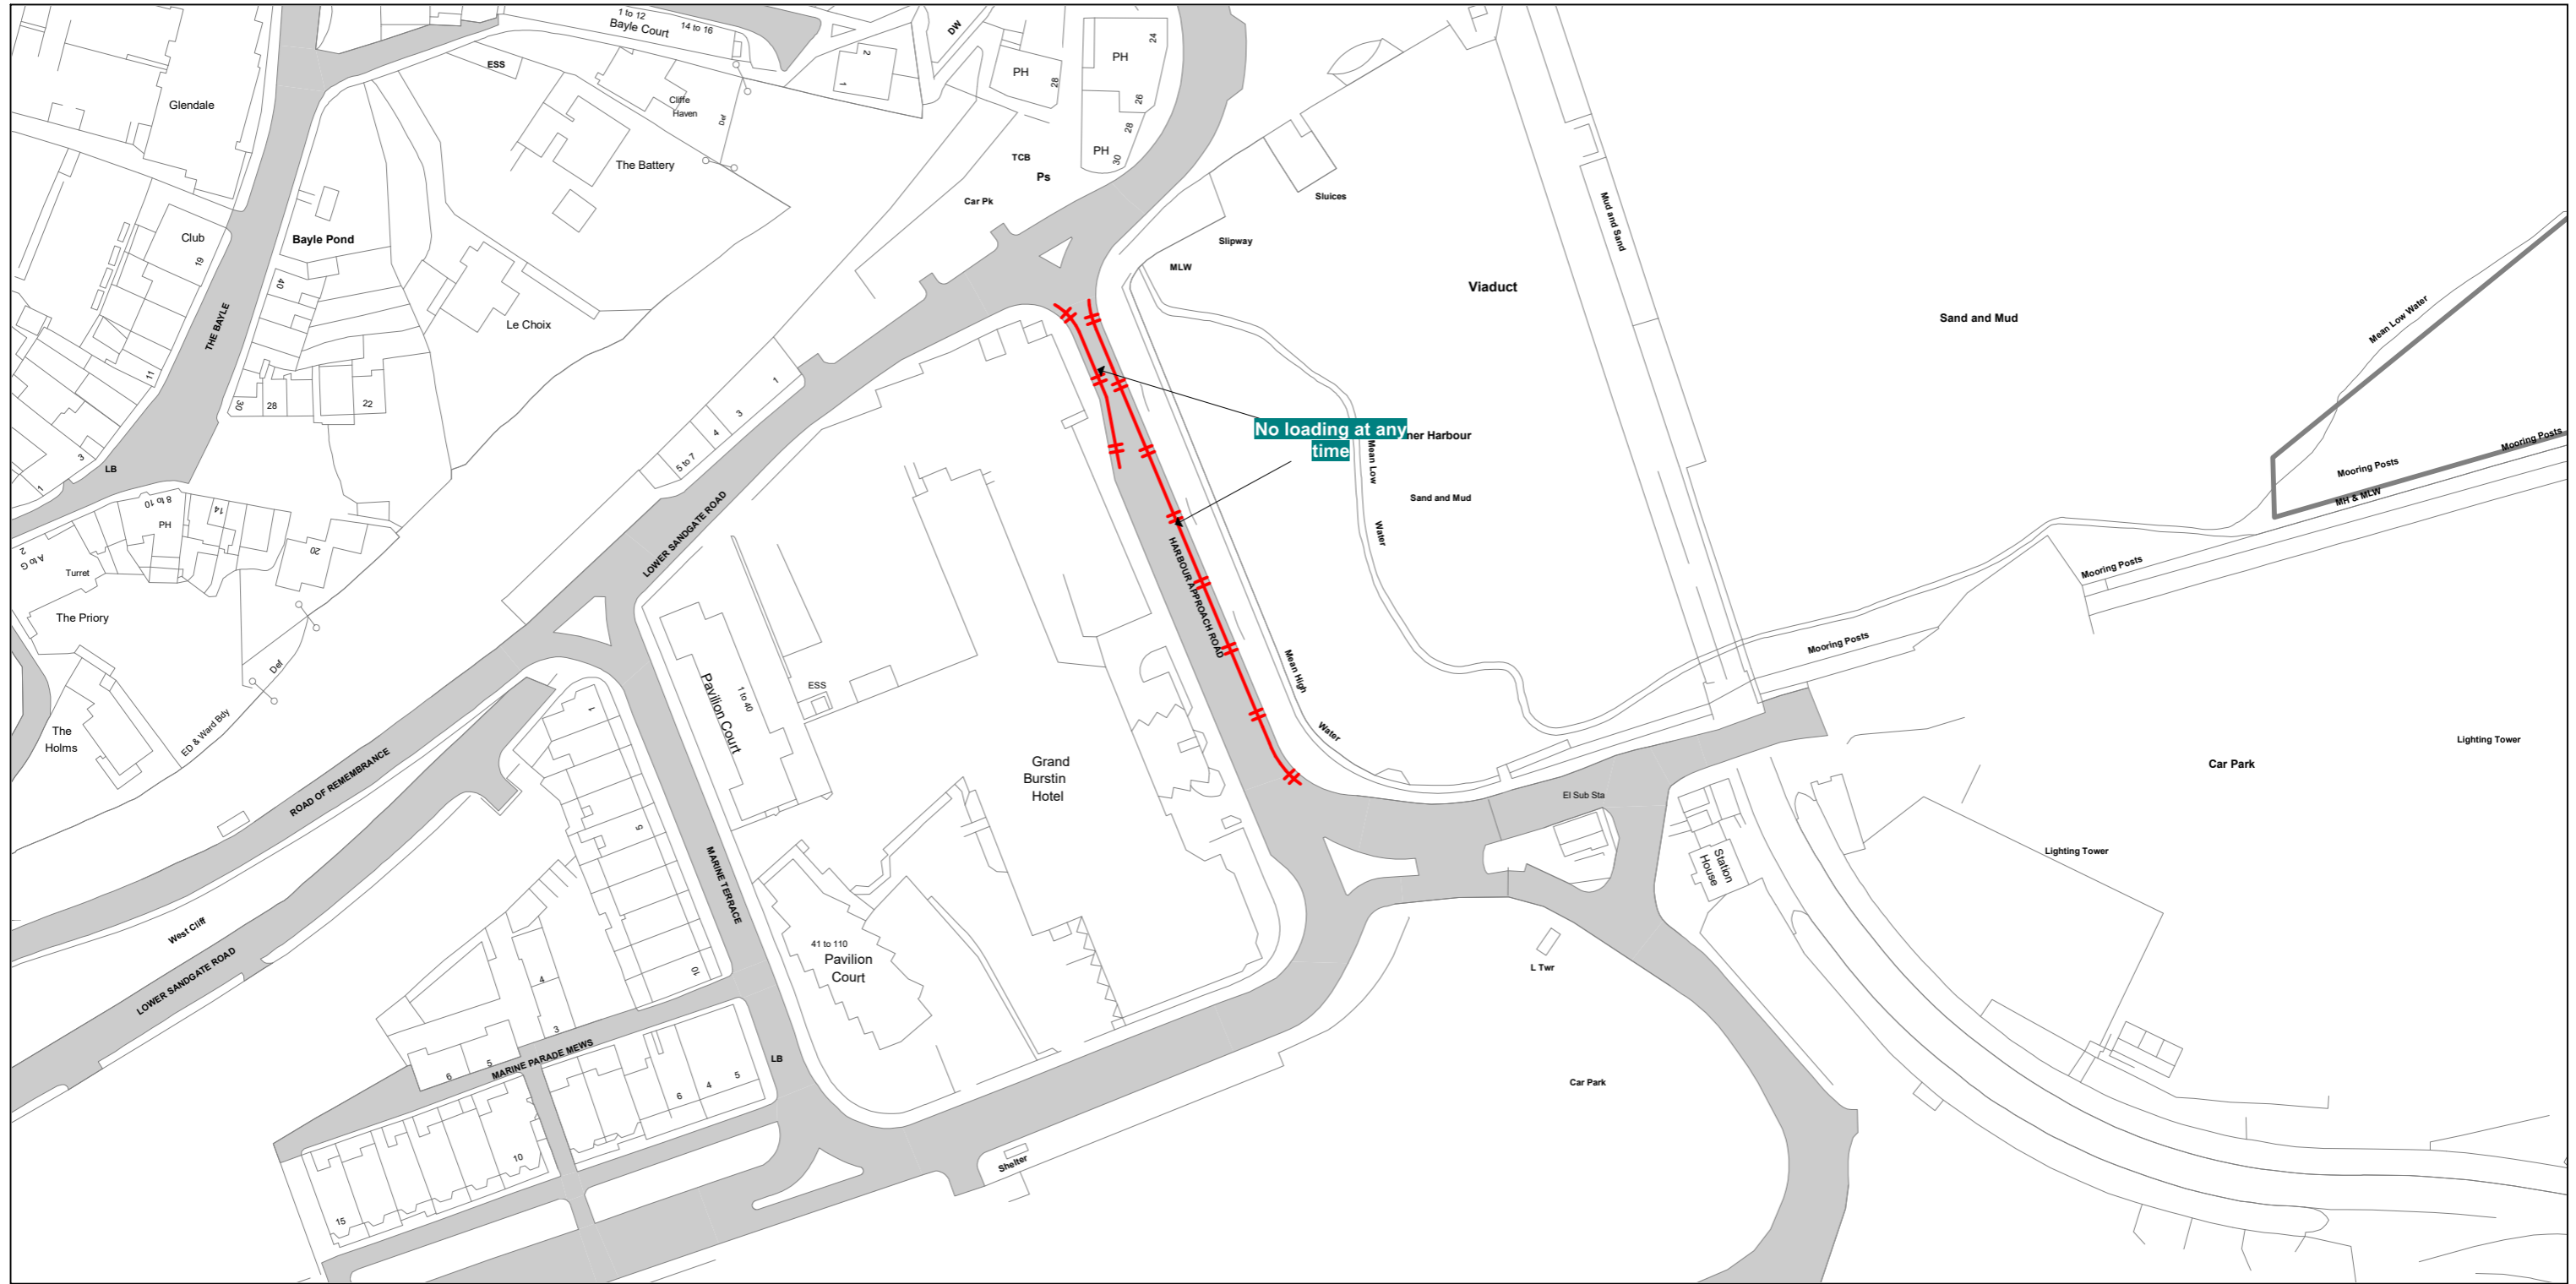 1 to 12
Bayle Court
14 to 16
DW
2
1
PH
28
PH
24
26
28
PH
30
ESS
Glendale
Cliffe
Haven
Def
The Battery
TCB
Ps
Car Pk
Sluices
Slipway
MLW
Mud and Sand
Viaduct
Sand and Mud
Mean Low Water
Club
19
Bayle Pond
40
Le Choix
THE BAYLE
11
30
28
22
3
1
LB
1
3
4
5 to 7
No loading at any
time
ner Harbour
Mean Low
Water
Sand and Mud
Mooring Posts
Mooring Posts
MH & MLW
Mooring Posts
Mooring Posts
8 to 10
PH
14
20
2
A to G
Turret
The Priory
LOWER SANDGATE ROAD
HARBOUR APPROACH ROAD
Mean High
Water
Def
ED & Ward Bdy
The
Holms
ROAD OF REMEMBRANCE
Pavilion Court
1 to 40
ESS
Grand
Burstin
Hotel
1
5
10
MARINE TERRACE
El Sub Sta
Station
House
Car Park
Lighting Tower
Lighting Tower
West Cliff
LOWER SANDGATE ROAD
41 to 110
Pavilion
Court
L Twr
Car Park
4
3
5
6
MARINE PARADE MEWS
LB
5
4
6
10
15
Shelter